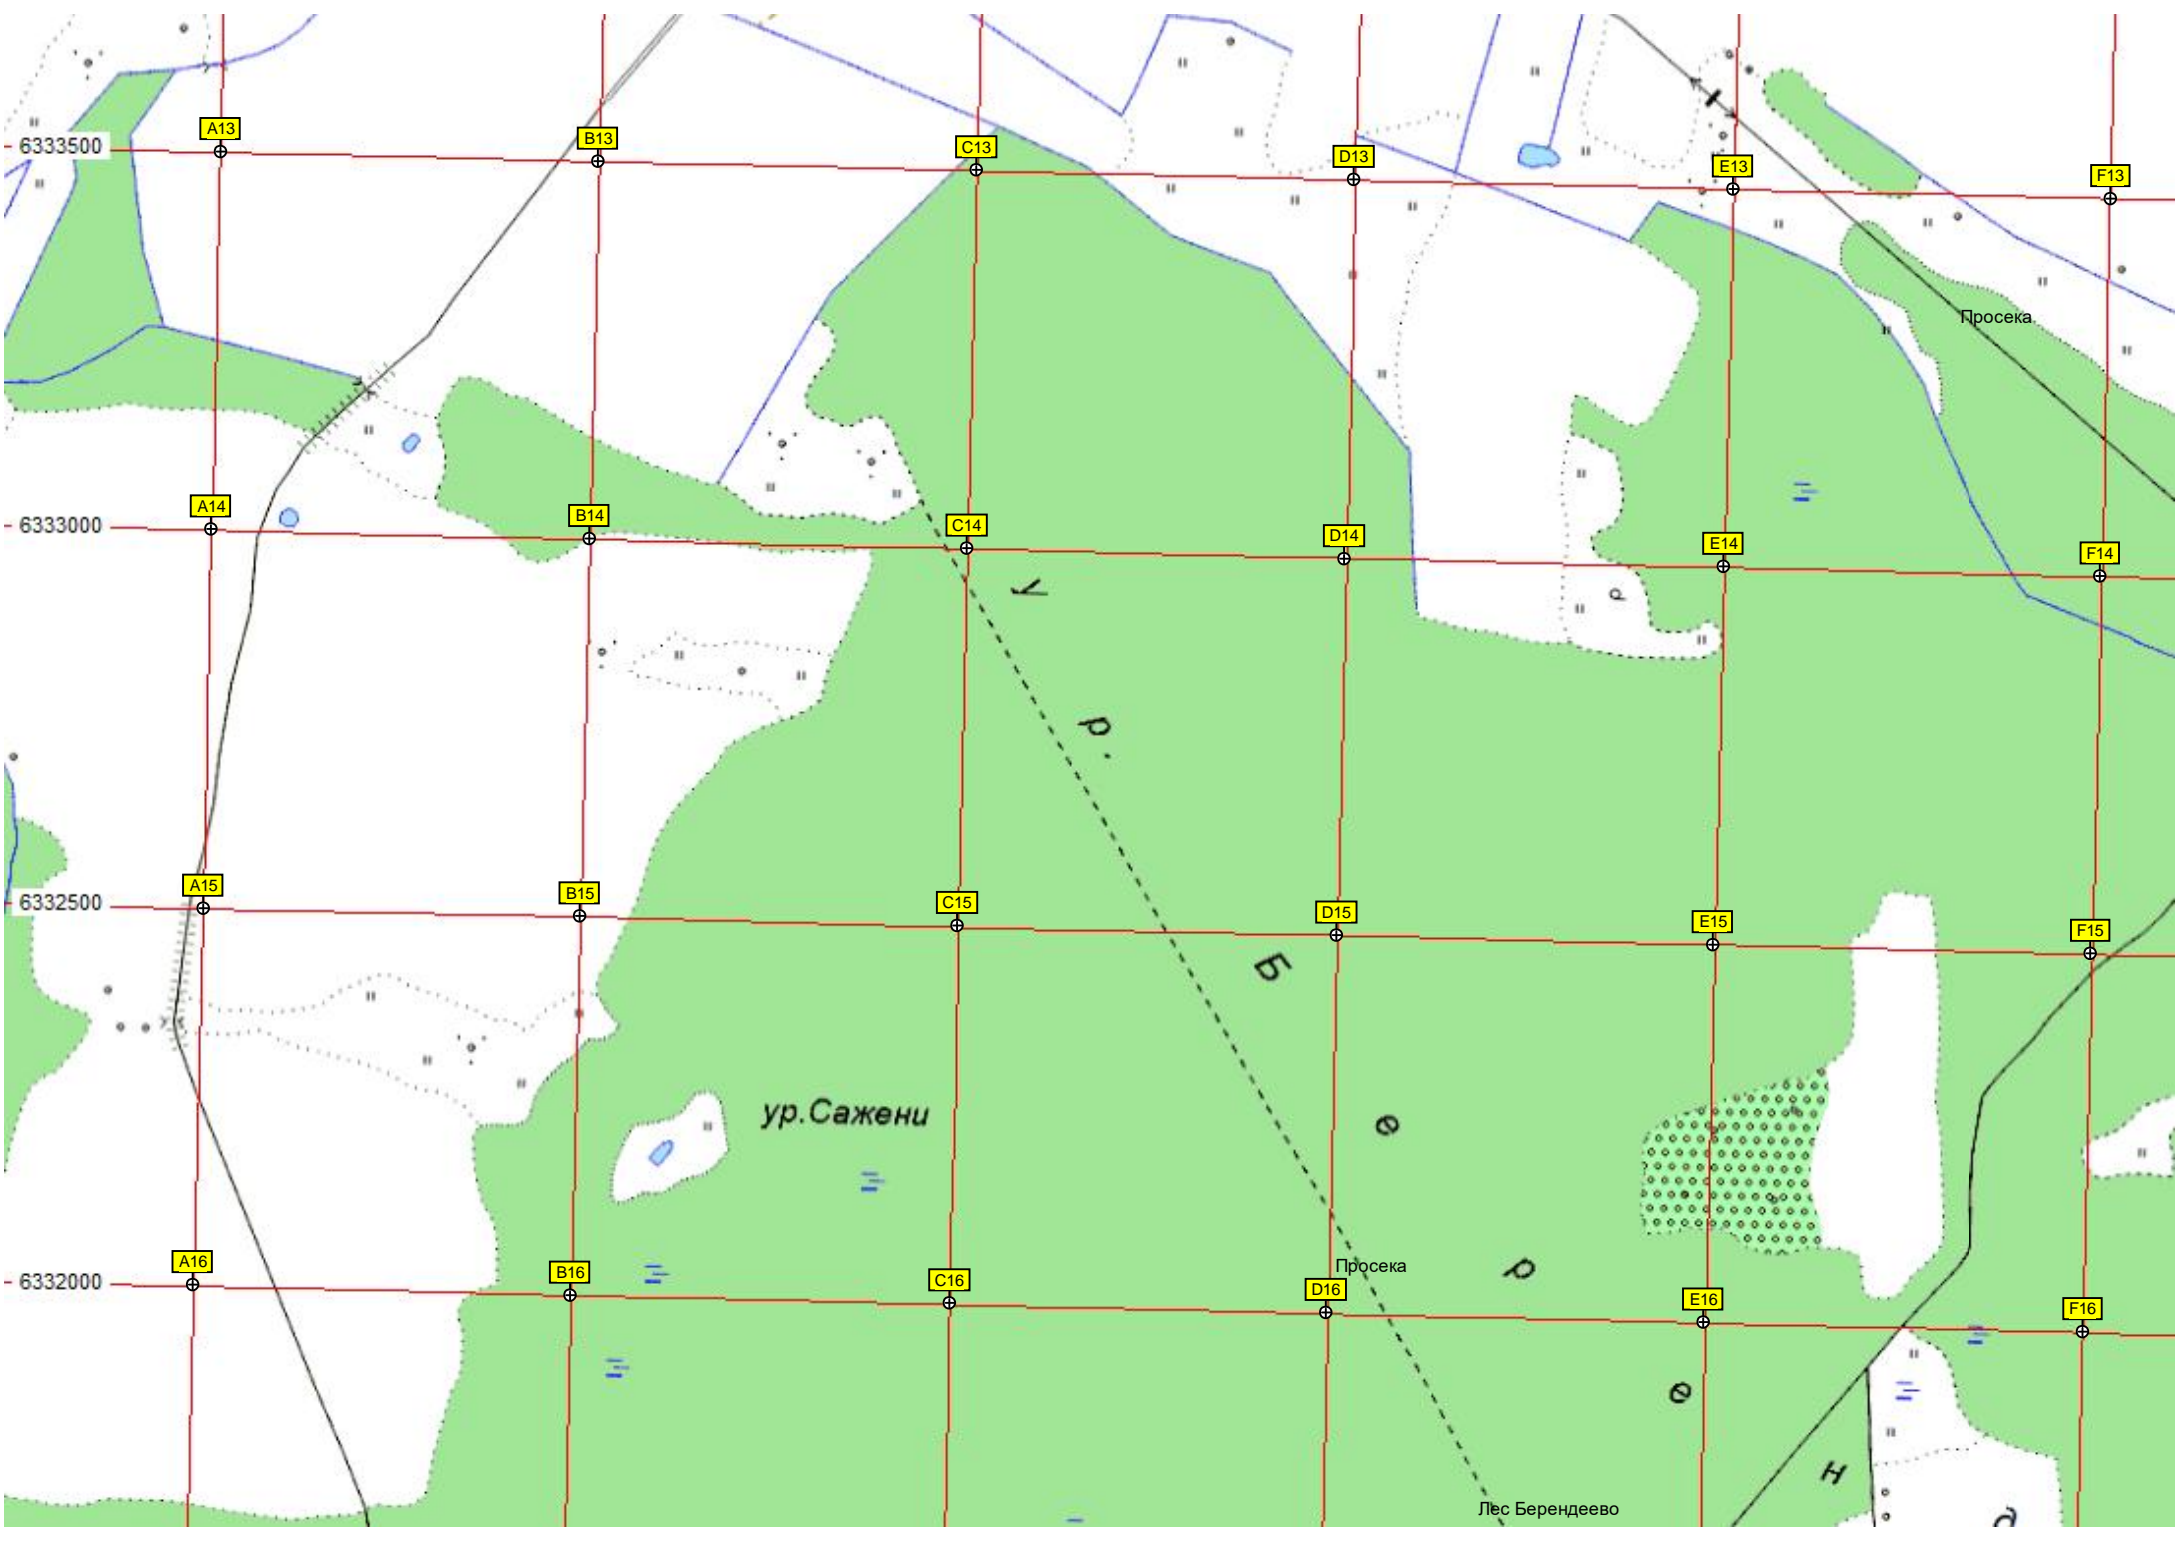 A13
B13
C13
D13
E13
F13
6333500
Просека
A14
B14
C14
D14
E14
F14
6333000
у
р.
A15
B15
C15
D15
E15
F15
6332500
Б
ур.Сажени
е
A16
B16
C16
D16
E16
F16
6332000
Просека
р
е
н
Лес Берендеево
д